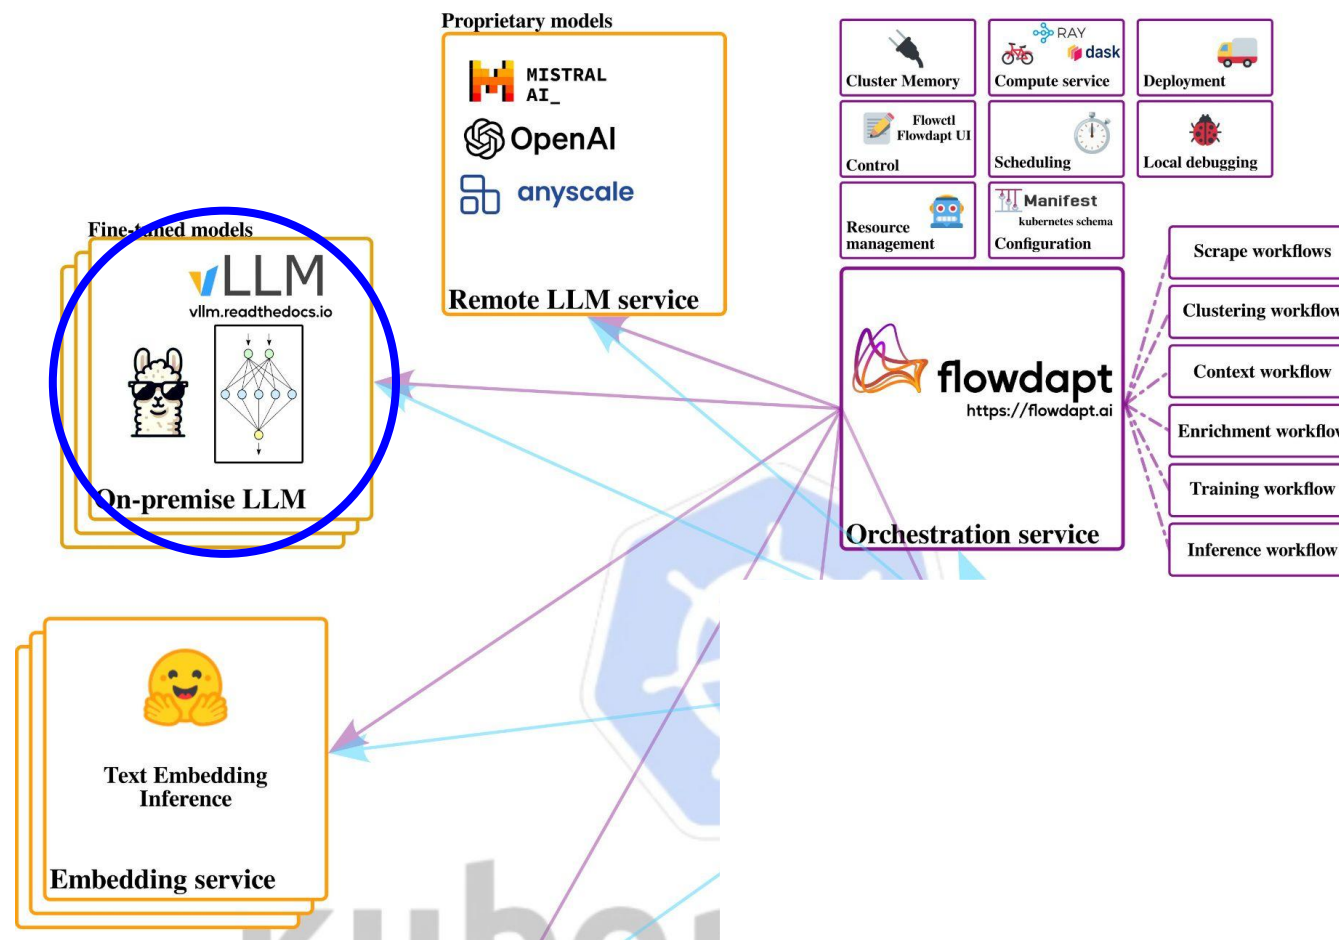 Proprietary models
MISTRAL
AI_
OpenAI
anyscale
Remote LLM service
Fine-tuned models
vLLM
vllm.readthedocs.io
On-premise LLM
Text Embedding
Inference
Embedding service
Cluster Memory
RAY
dask
Compute service
Deployment
Flowctl
Flowdapt UI
Control
Scheduling
Local debugging
Resource
management
Manifest
kubernetes schema
Configuration
flowdapt
https://flowdapt.ai
Orchestration service
Scrape workflows
Clustering workflow
Context workflow
Enrichment workflow
Training workflow
Inference workflow